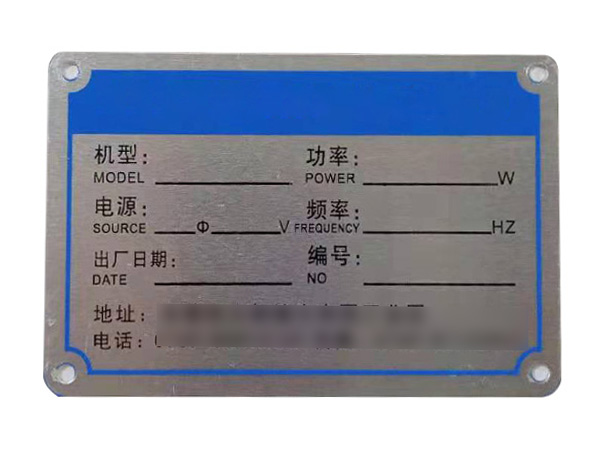 机型: 功率:
MODEL POWER W
电源: 频率:
SOURCE Φ V FREQUENCY HZ
出厂日期: 编号:
DATE NO
地址:
电话: